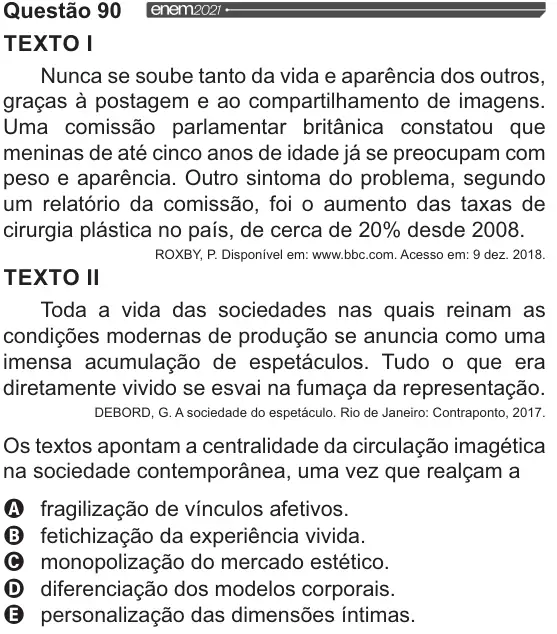 Questão 90 enem2021
TEXTO I
Nunca se soube tanto da vida e aparência dos outros,
graças à postagem e ao compartilhamento de imagens.
Uma comissão parlamentar britânica constatou que
meninas de até cinco anos de idade já se preocupam com
peso e aparência. Outro sintoma do problema, segundo
um relatório da comissão, foi o aumento das taxas de
cirurgia plástica no país, de cerca de 20% desde 2008.
ROXBY, P. Disponível em: www.bbc.com. Acesso em: 9 dez. 2018.
TEXTO II
Toda a vida das sociedades nas quais reinam as
condições modernas de produção se anuncia como uma
imensa acumulação de espetáculos. Tudo o que era
diretamente vivido se esvai na fumaça da representação.
DEBORD, G. A sociedade do espetáculo. Rio de Janeiro: Contraponto, 2017.
Os textos apontam a centralidade da circulação imagética
na sociedade contemporânea, uma vez que realçam a
A fragilização de vínculos afetivos.
B fetichização da experiência vivida.
C monopolização do mercado estético.
D diferenciação dos modelos corporais.
E personalização das dimensões íntimas.